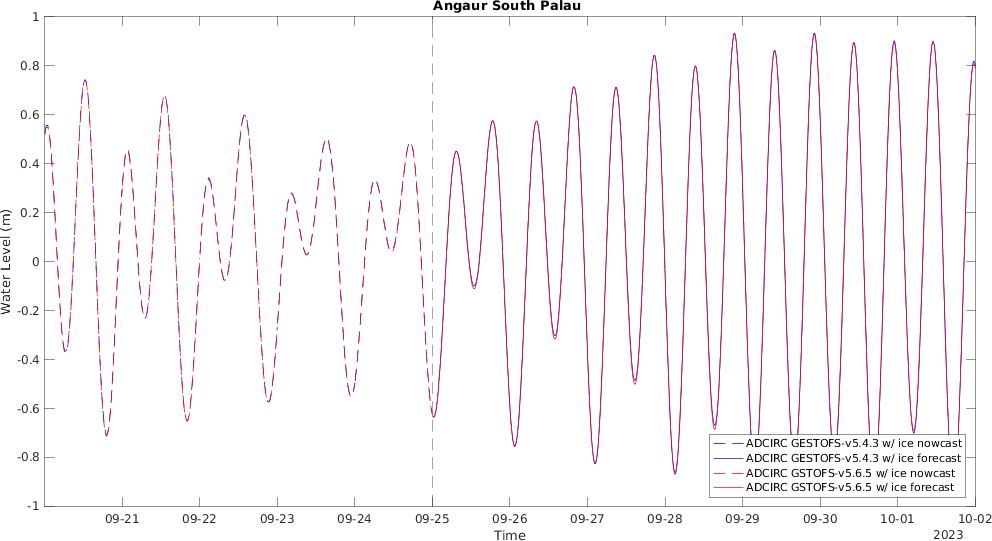 Angaur South Palau
1
0.8
0.6
0.4
0.2
0
-0.2
-0.4
-0.6
-0.8
-1
Water Level (m)
ADCIRC GESTOFS-v5.4.3 w/ ice nowcast
ADCIRC GESTOFS-v5.4.3 w/ ice forecast
ADCIRC GSTOFS-v5.6.5 w/ ice nowcast
ADCIRC GSTOFS-v5.6.5 w/ ice forecast
09-21 09-22 09-23 09-24 09-25 09-26 09-27 09-28 09-29 09-30 10-01 10-02
2023
Time